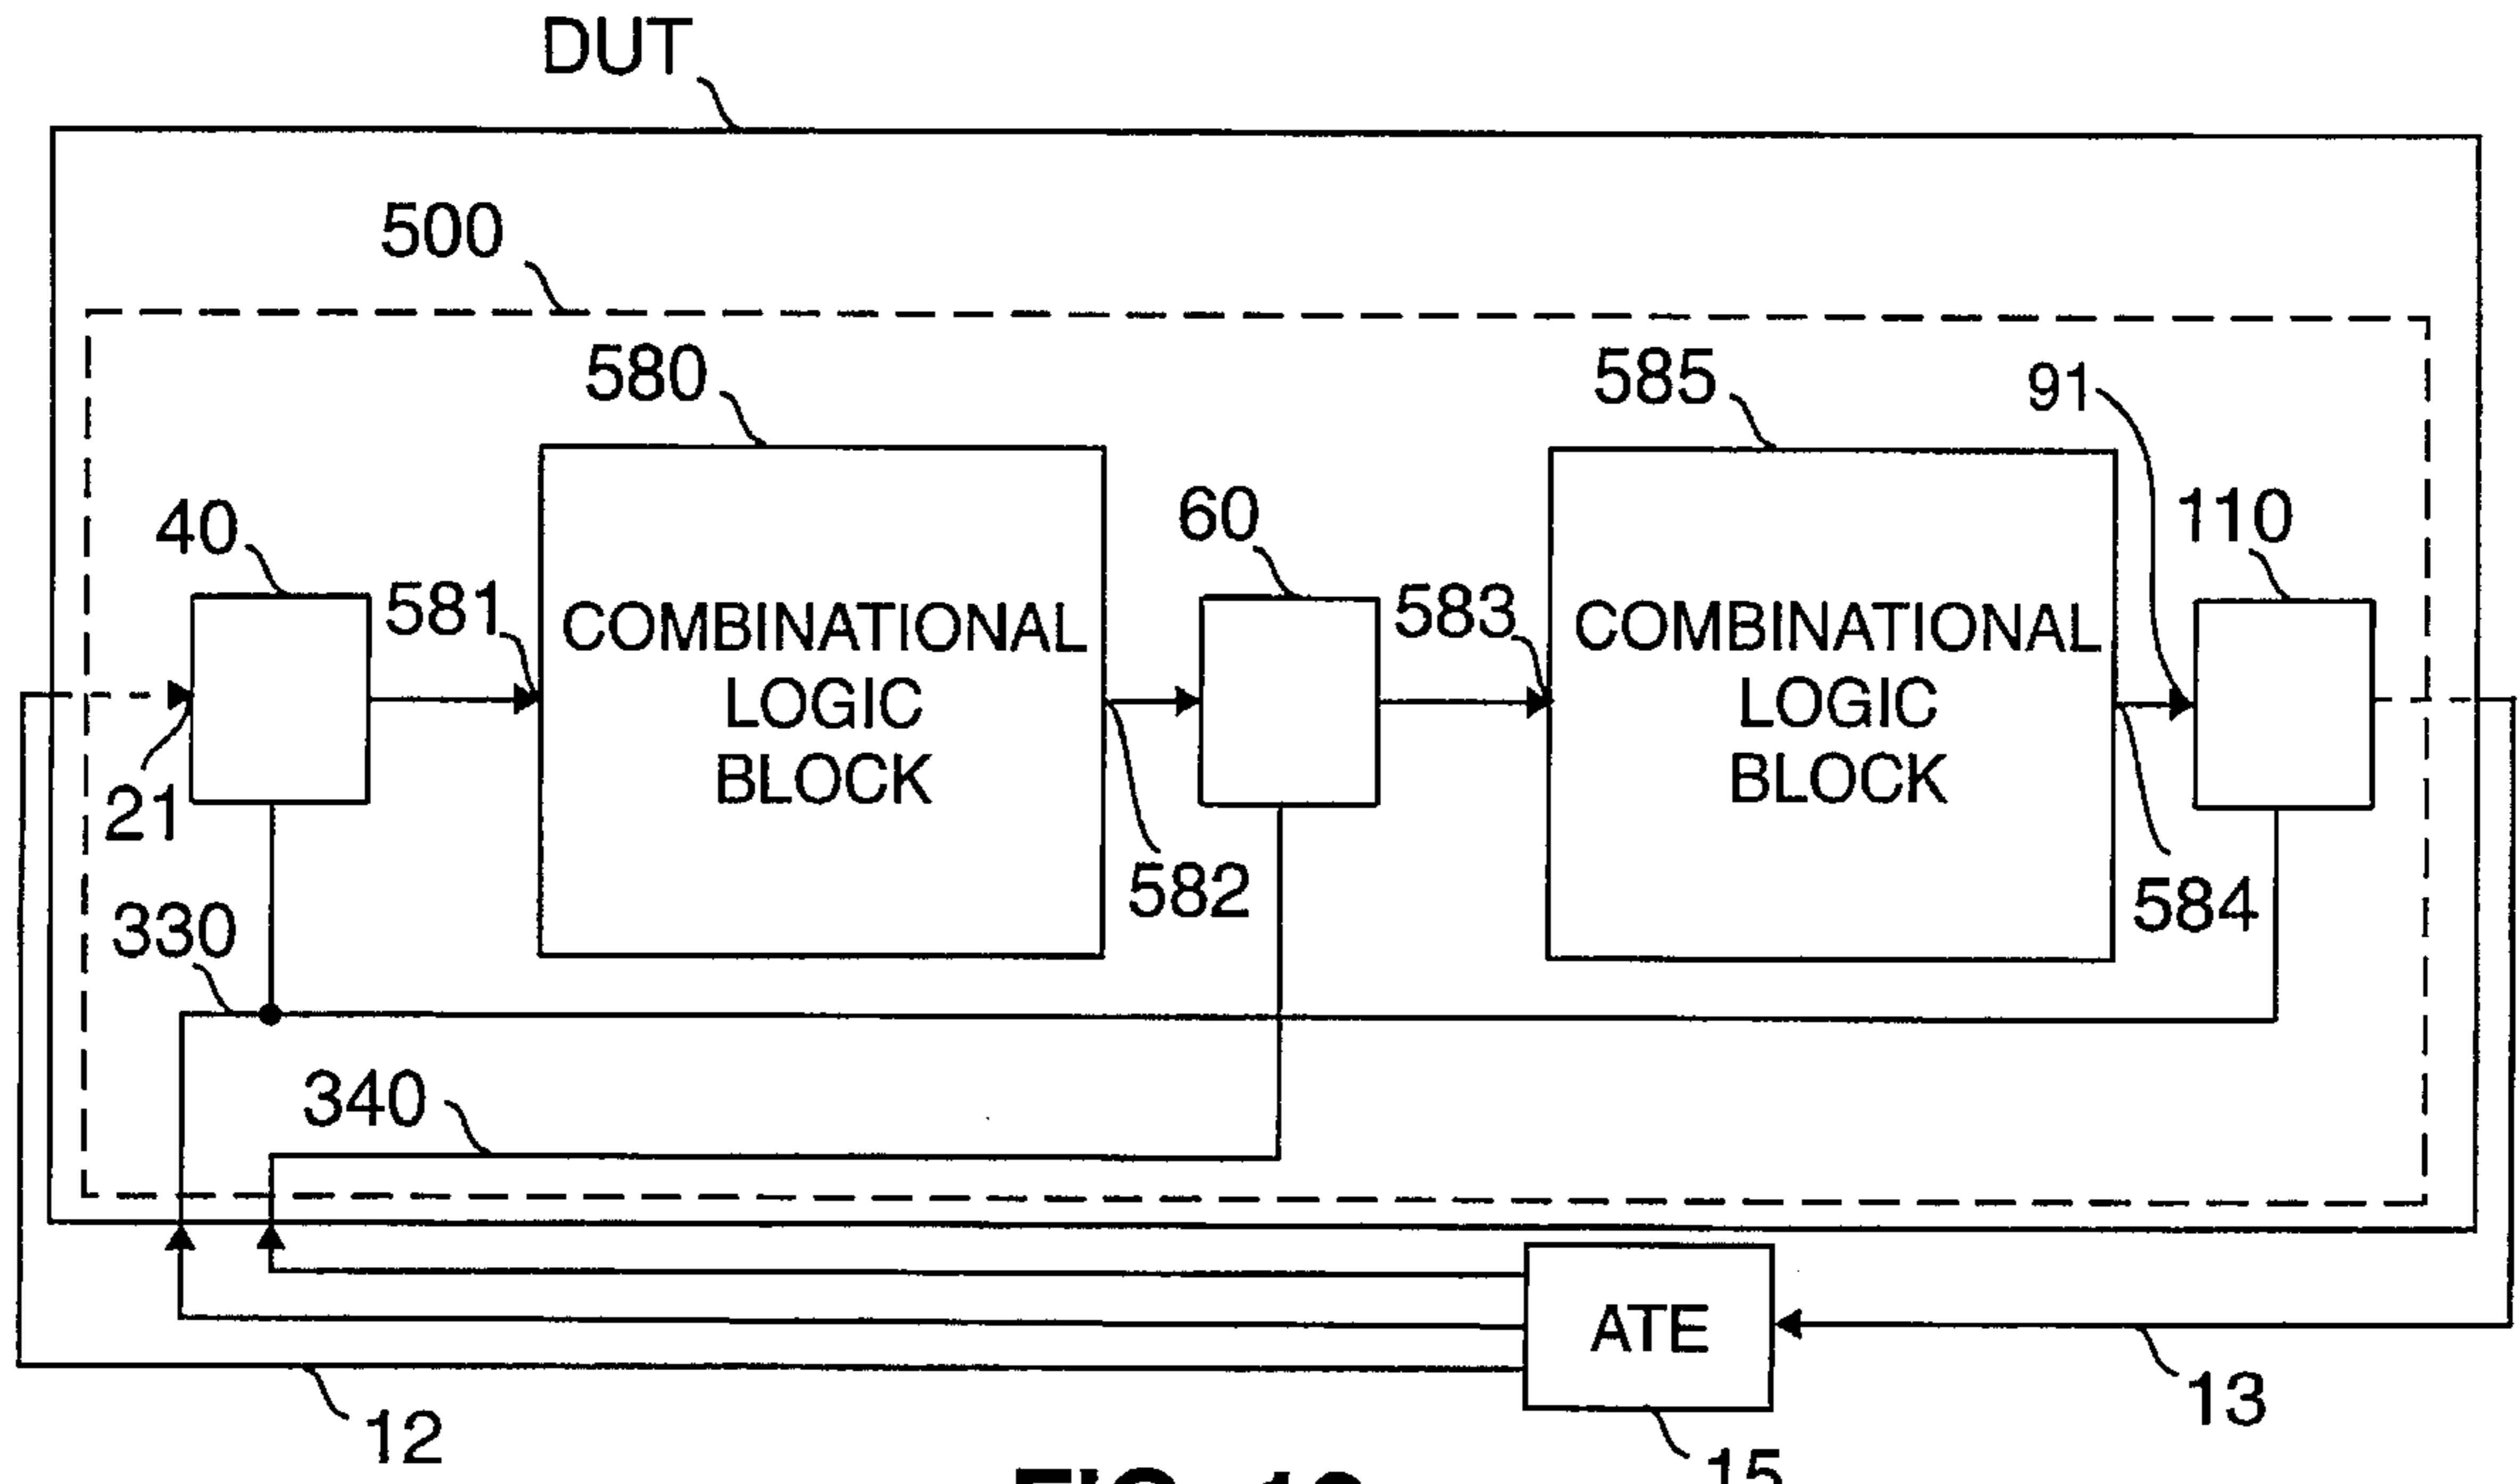 DUT
500
580
585
91
40
60
110
581
583
COMBINATIONAL
LOGIC
BLOCK
COMBINATIONAL
LOGIC
BLOCK
21
582
584
330
340
ATE
12
13
15